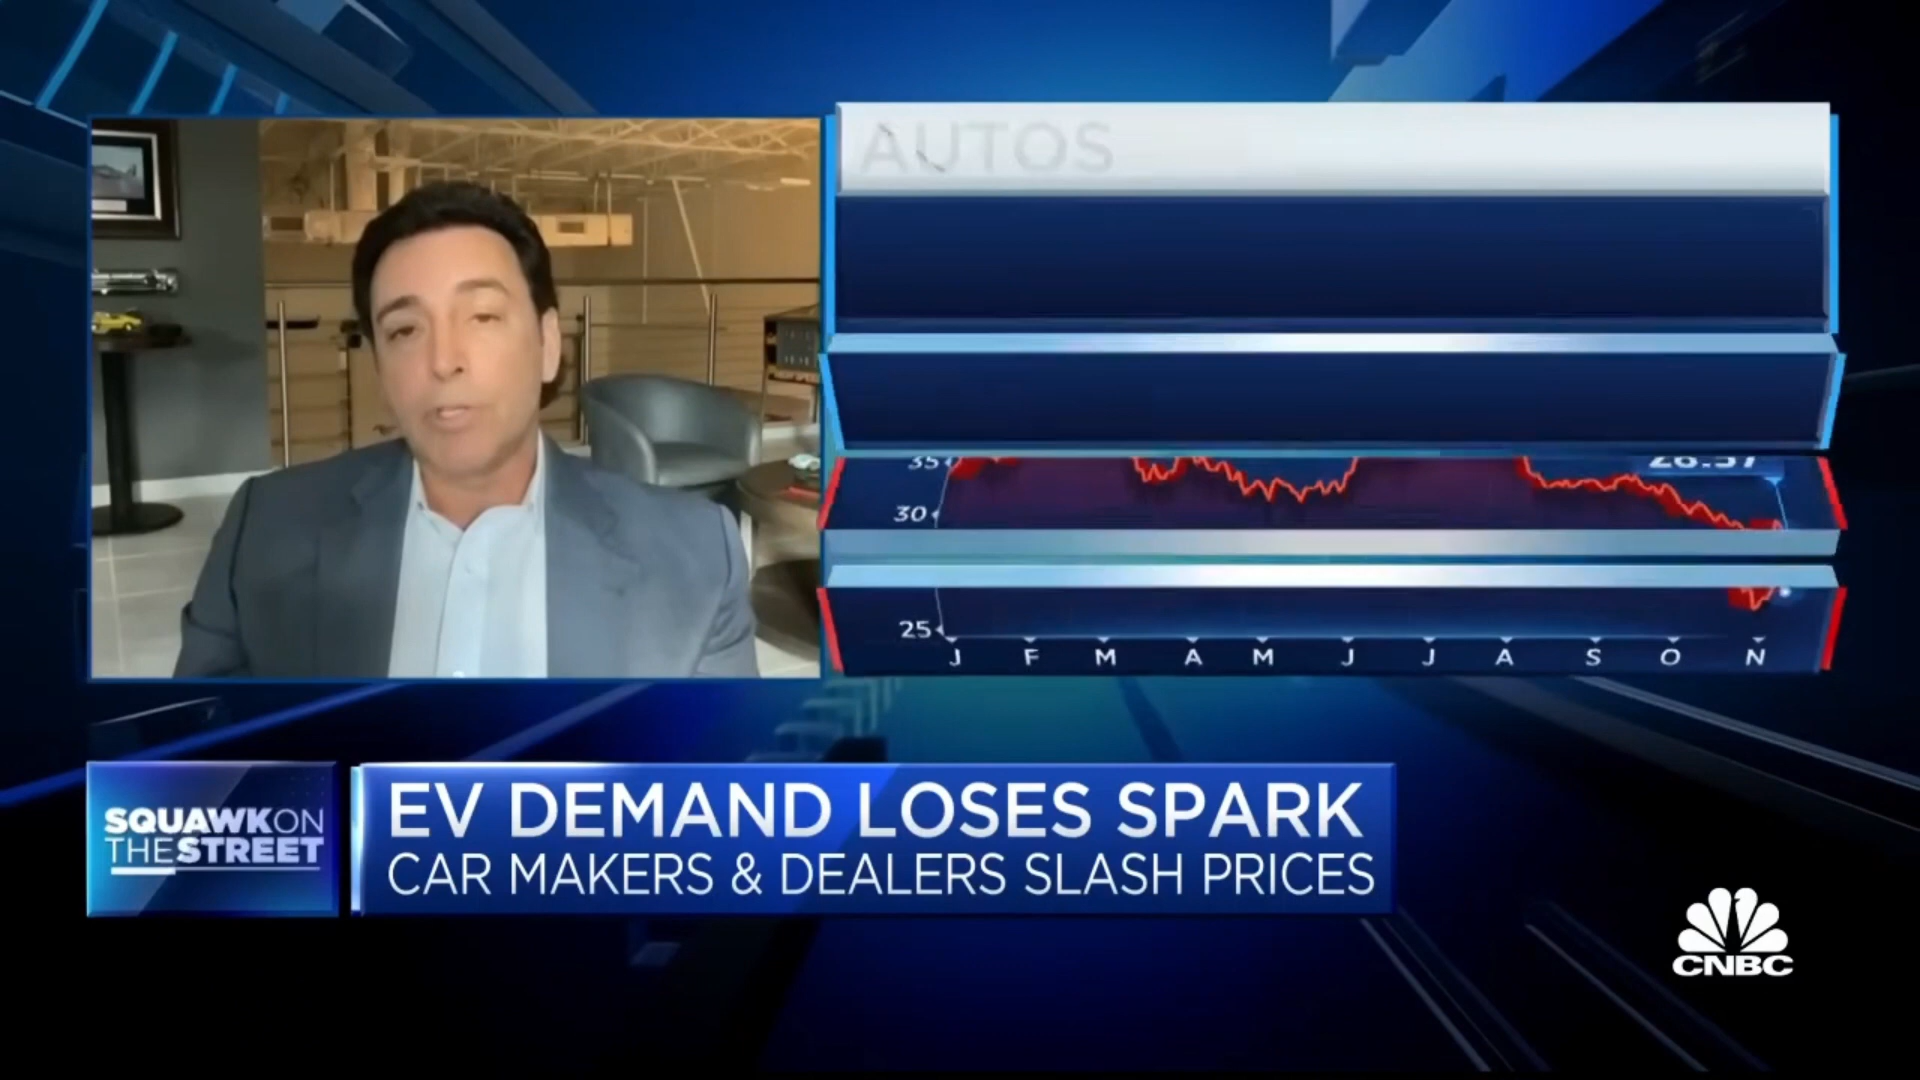 AUTOS
35
30
25
J F M A M J J A S O N
EV DEMAND LOSES SPARK
CAR MAKERS & DEALERS SLASH PRICES
SQUAWK ON
THE STREET
CNBC